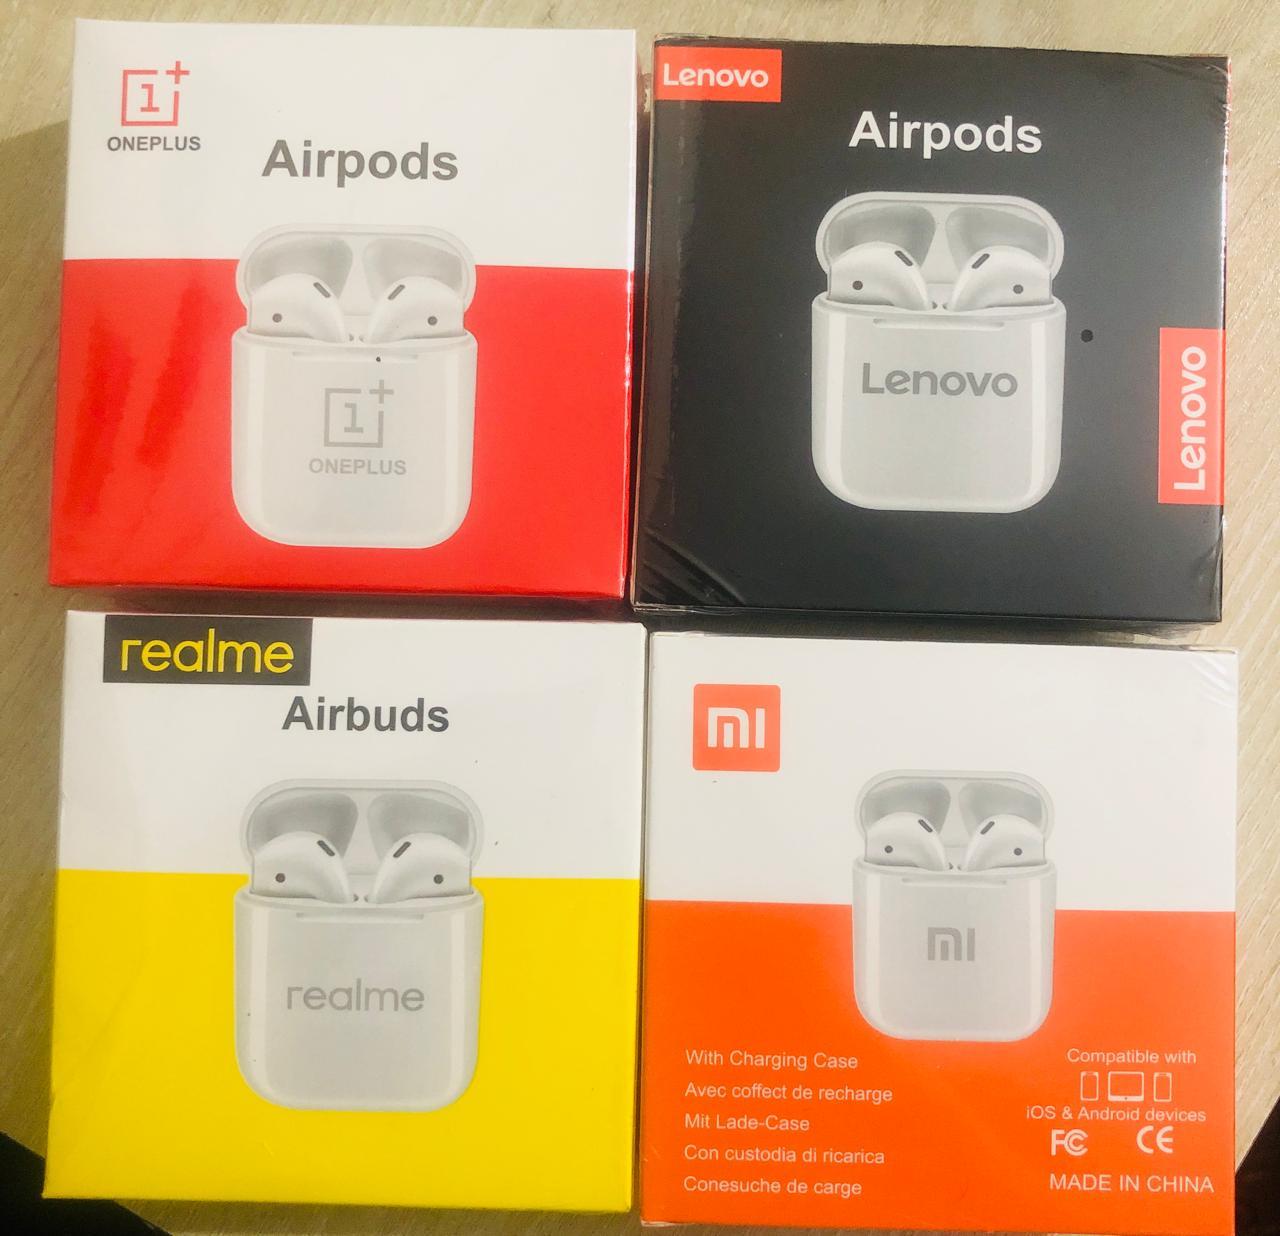 1+
ONEPLUS
Airpods
1+
ONEPLUS
Lenovo
Airpods
Lenovo
Lenovo
realme
Airbuds
realme
mi
mi
With Charging Case
Avec coffect de recharge
Mit Lade-Case
Con custodia di ricarica
Conesuche de carge
Compatible with
iOS & Android devices
FC CE
MADE IN CHINA